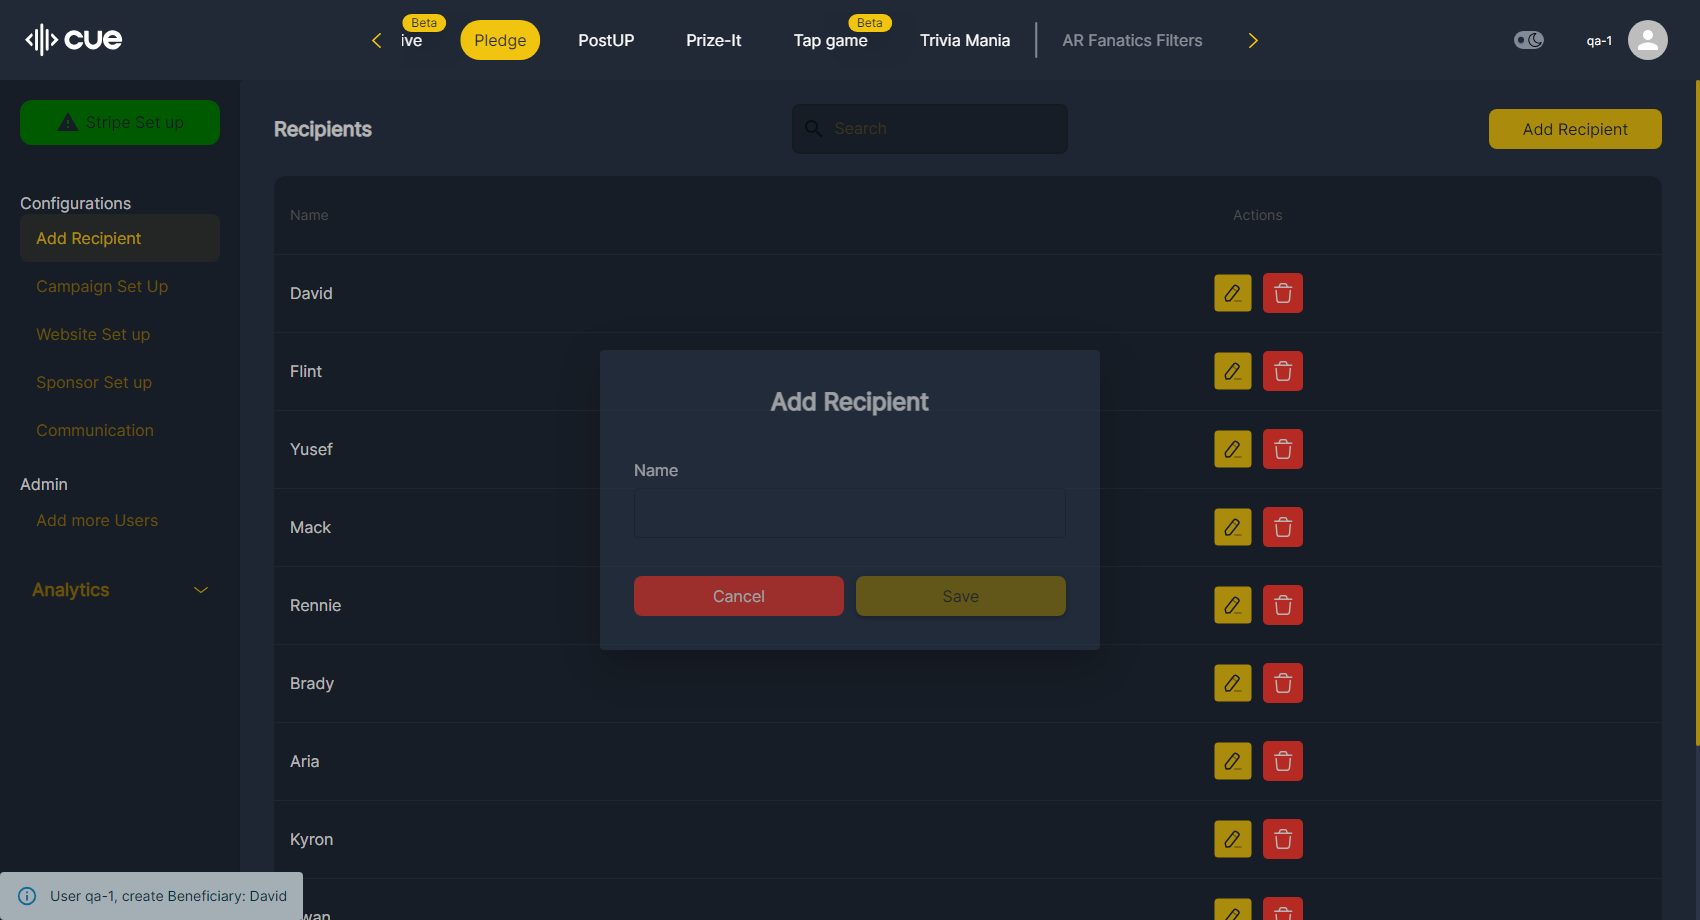 cue
Beta
ive
Pledge
PostUP
Prize-It
Beta
Tap game
Trivia Mania
AR Fanatics Filters
qa-1
Stripe Set up
Configurations
Add Recipient
Campaign Set Up
Website Set up
Sponsor Set up
Communication
Admin
Add more Users
Analytics
Recipients
Search
Add Recipient
Name
Actions
David
Flint
Yusef
Mack
Rennie
Brady
Aria
Kyron
wan
Add Recipient
Name
Cancel
Save
User qa-1, create Beneficiary: David